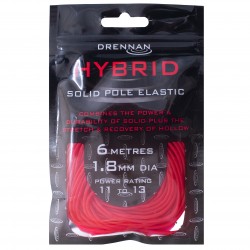 DRENNAN
HYBRID
SOLID POLE ELASTIC
COMBINES THE POWER &
DURABILITY OF SOLID PLUS THE
STRETCH & RECOVERY OF HOLLOW
6 METRES
1.8mm DIA
POWER RATING
11 TO 13